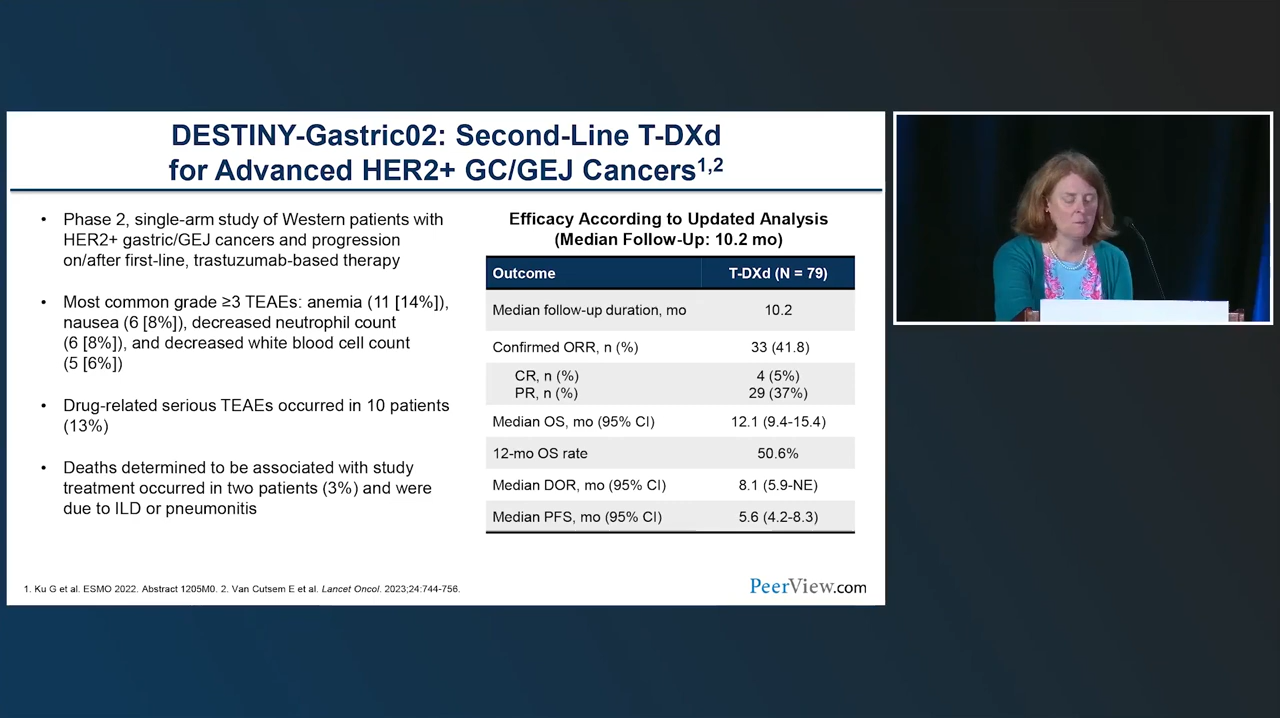 DESTINY-Gastric02: Second-Line T-DXd
for Advanced HER2+ GC/GEJ Cancers1,2
• Phase 2, single-arm study of Western patients with
HER2+ gastric/GEJ cancers and progression
on/after first-line, trastuzumab-based therapy
• Most common grade ≥3 TEAEs: anemia (11 [14%]),
nausea (6 [8%]), decreased neutrophil count
(6 [8%]), and decreased white blood cell count
(5 [6%])
• Drug-related serious TEAEs occurred in 10 patients
(13%)
• Deaths determined to be associated with study
treatment occurred in two patients (3%) and were
due to ILD or pneumonitis
Efficacy According to Updated Analysis
(Median Follow-Up: 10.2 mo)
Outcome T-DXd (N = 79)
Median follow-up duration, mo 10.2
Confirmed ORR, n (%) 33 (41.8)
CR, n (%) 4 (5%)
PR, n (%) 29 (37%)
Median OS, mo (95% CI) 12.1 (9.4-15.4)
12-mo OS rate 50.6%
Median DOR, mo (95% CI) 8.1 (5.9-NE)
Median PFS, mo (95% CI) 5.6 (4.2-8.3)
1. Ku G et al. ESMO 2022. Abstract 1205M0. 2. Van Cutsem E et al. Lancet Oncol. 2023;24:744-756.
PeerView.com